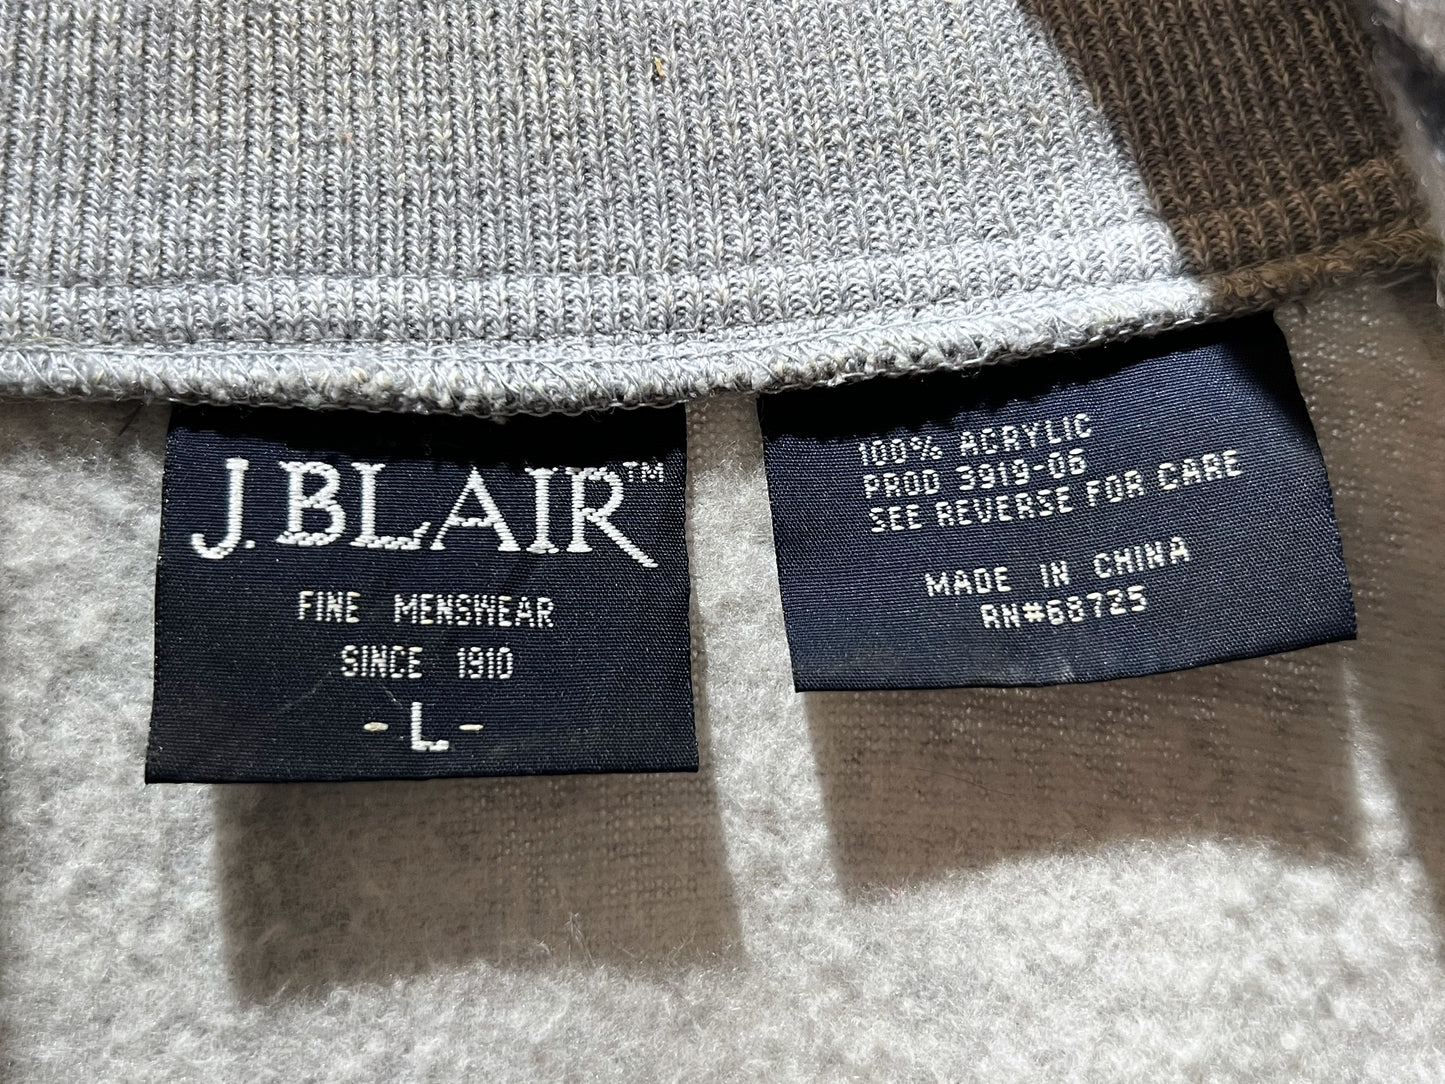 J.BLAIR™
FINE MENSWEAR
SINCE 1910
-L-
100% ACRYLIC
PROD 3919-06
SEE REVERSE FOR CARE
MADE IN CHINA
RN#68725